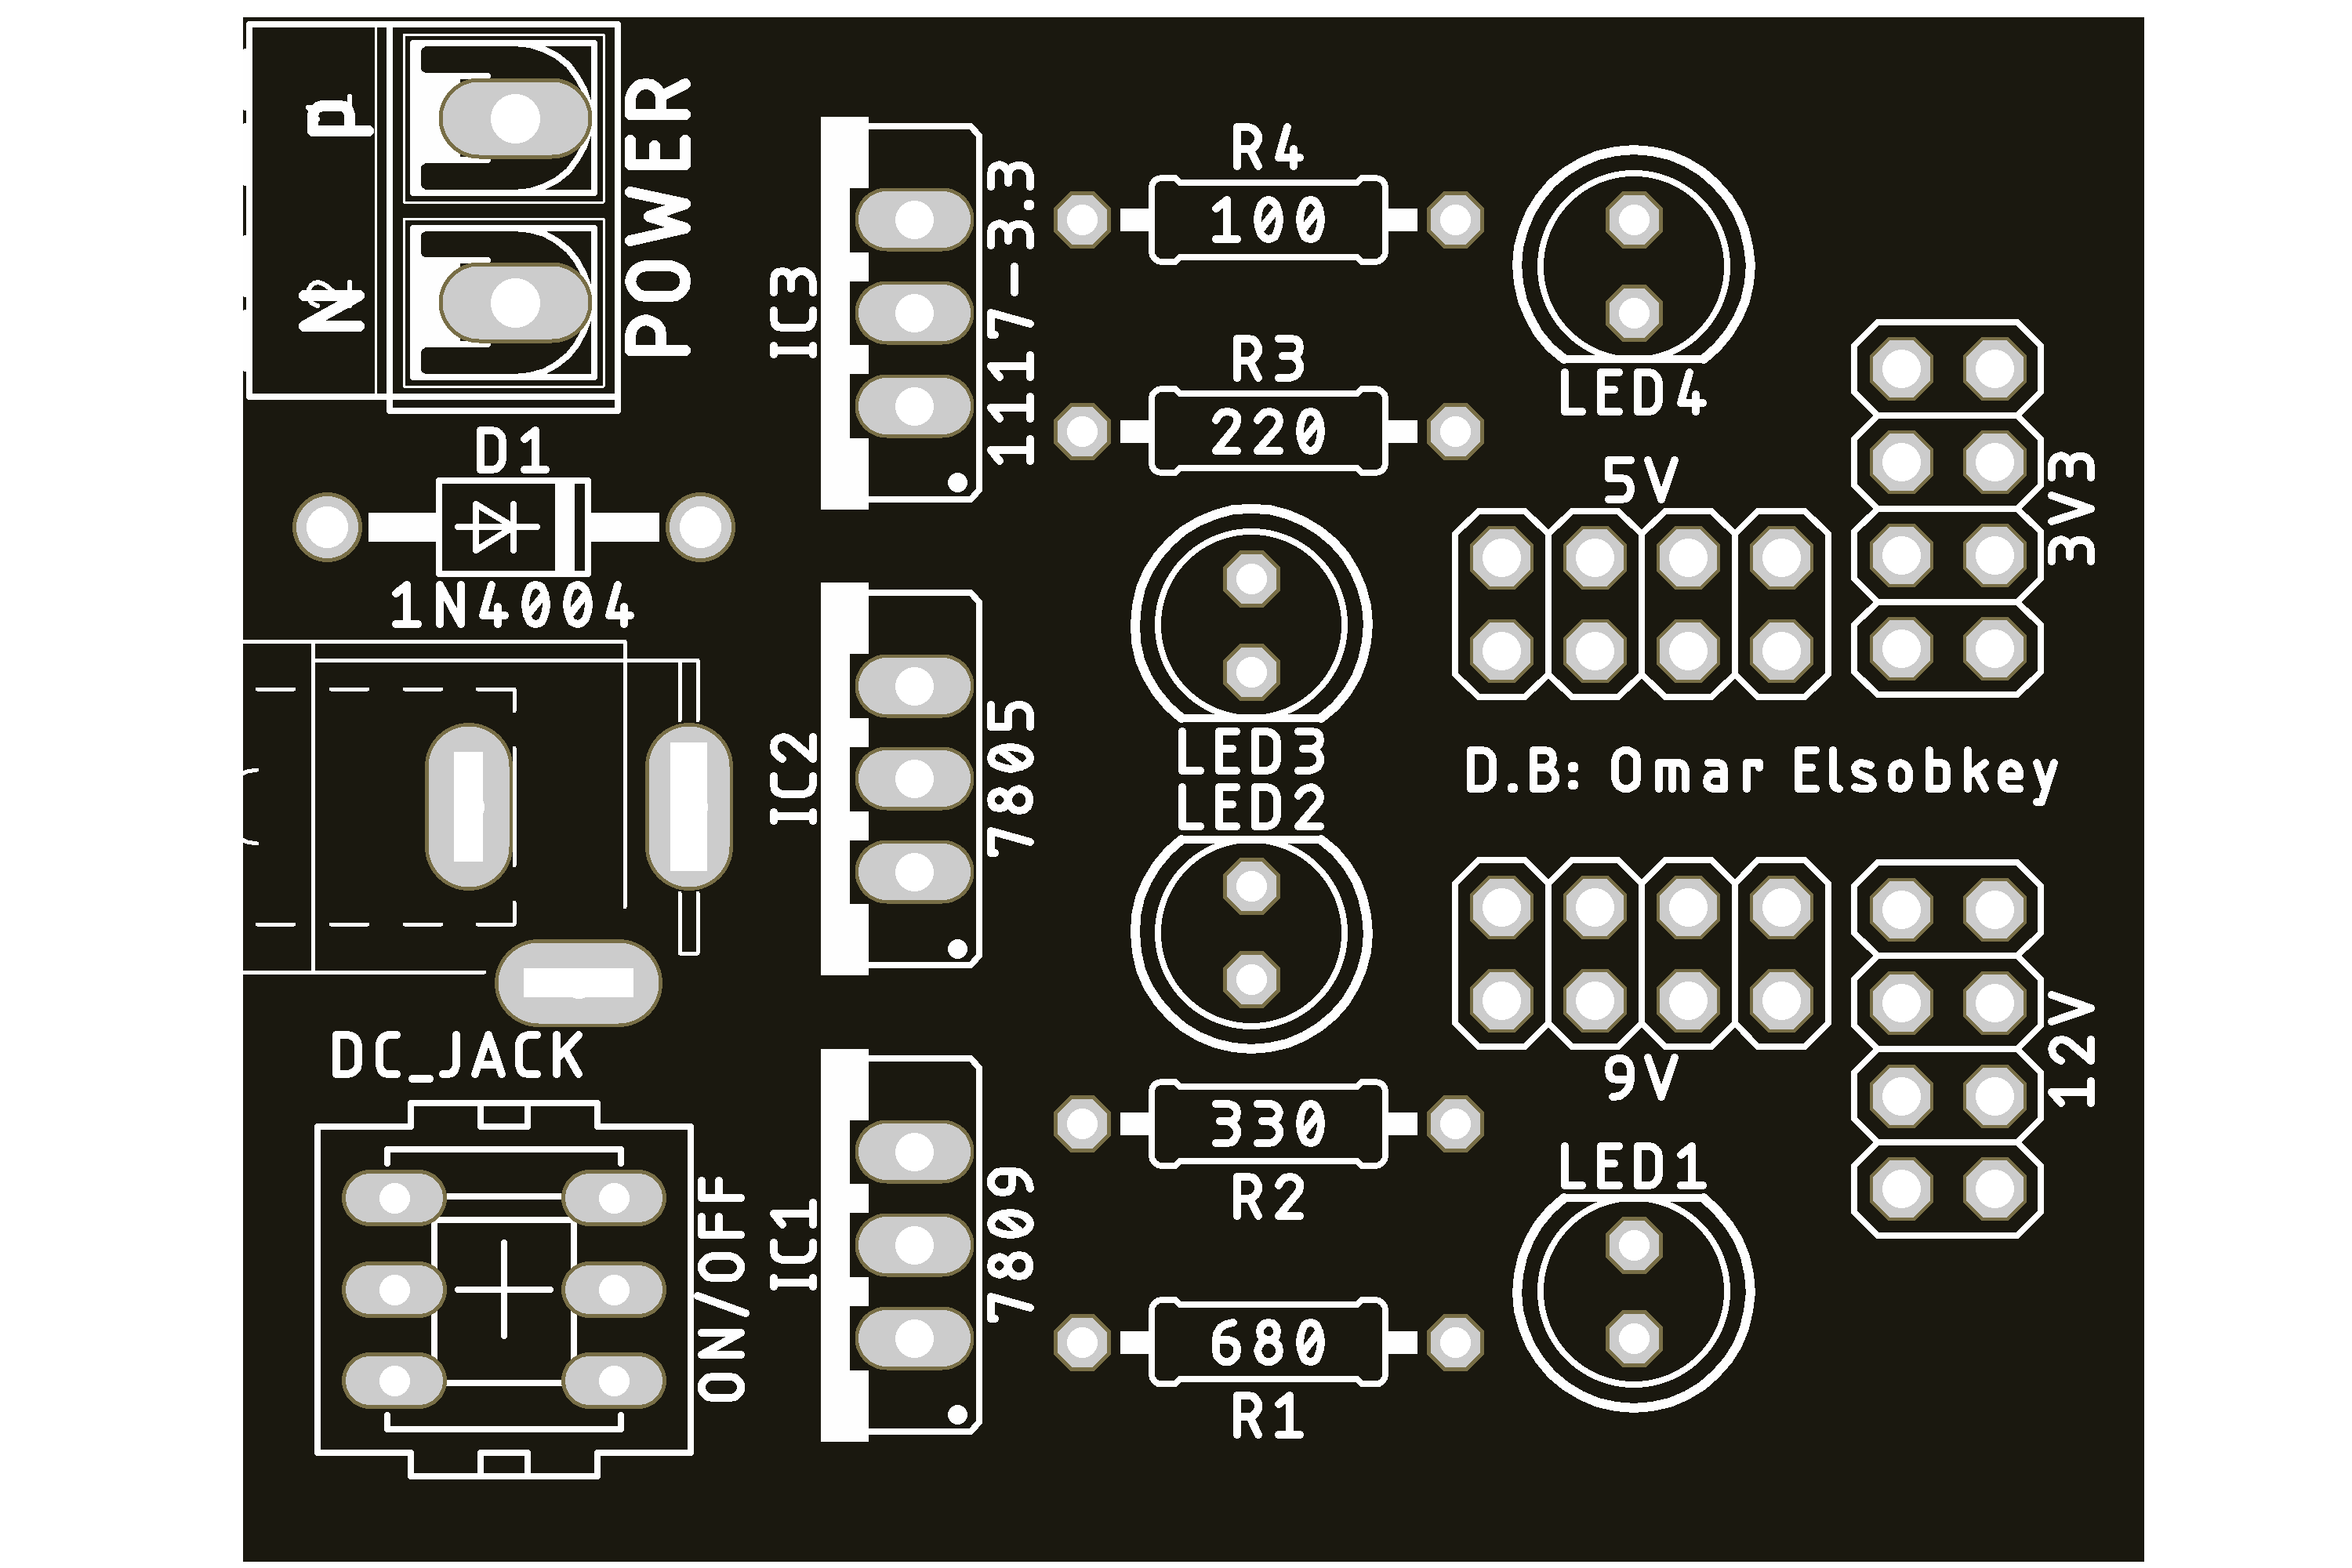 P
N
POWER
D1
1N4004
DC_JACK
ON/OFF
IC3
1117-3.3
IC2
7805
IC1
7809
R4
100
R3
220
LED4
5V
3V3
LED3
LED2
D.B: Omar Elsobkey
9V
12V
330
R2
LED1
680
R1